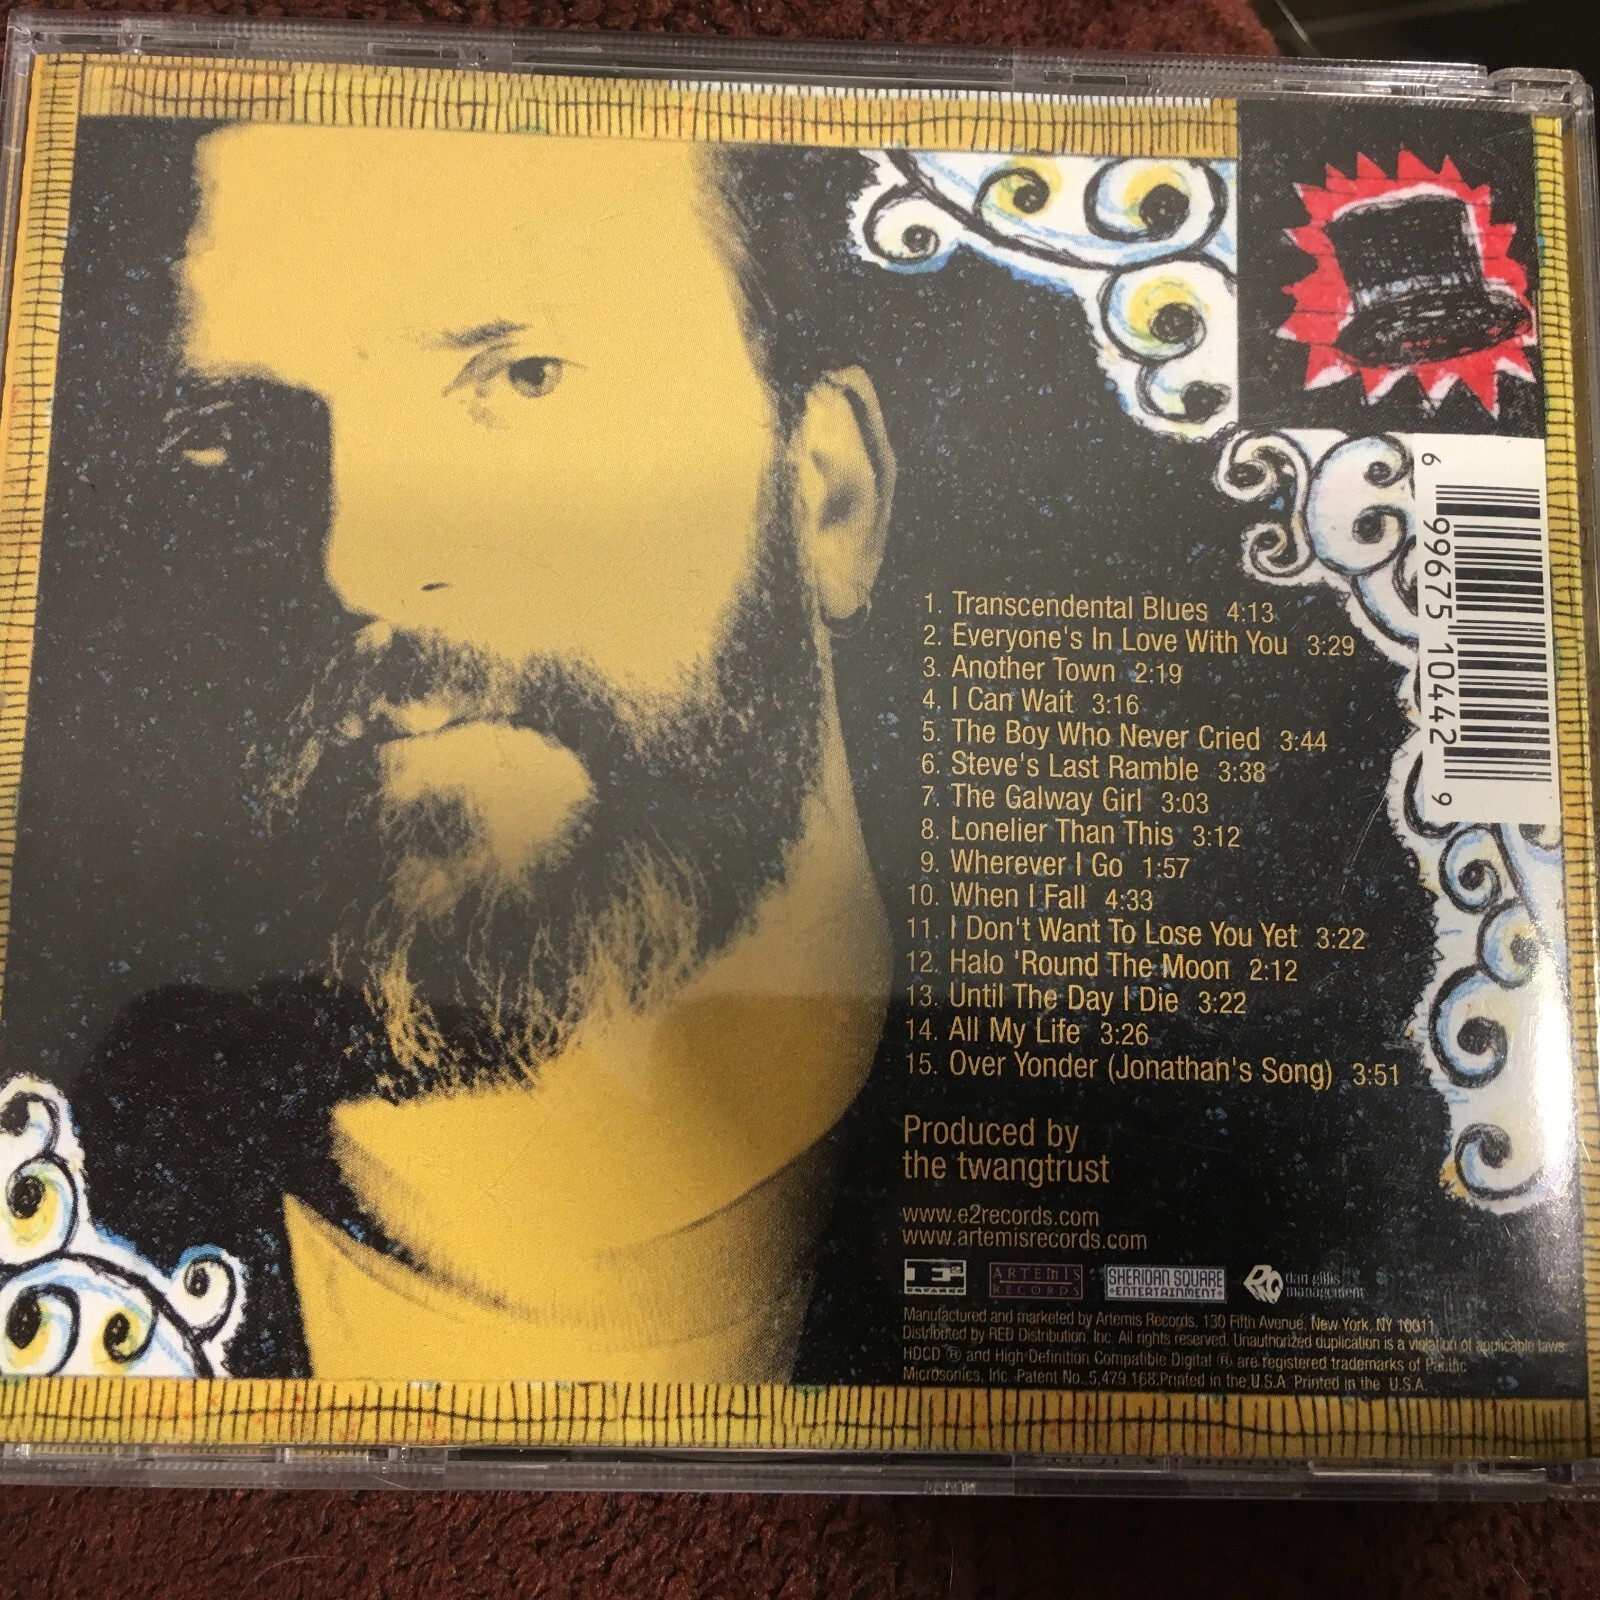 1. Transcendental Blues 4:13
2. Everyone's In Love With You 3:29
3. Another Town 2:19
4. I Can Wait 3:16
5. The Boy Who Never Cried 3:44
6. Steve's Last Ramble 3:38
7. The Galway Girl 3:03
8. Lonelier Than This 3:12
9. Wherever I Go 1:57
10. When I Fall 4:33
11. I Don't Want To Lose You Yet 3:22
12. Halo 'Round The Moon 2:12
13. Until The Day I Die 3:22
14. All My Life 3:26
15. Over Yonder (Jonathan's Song) 3:51
Produced by
the twangtrust
www.e2records.com
www.artemisrecords.com
E2
ARTEMIS
RECORDS
SHERIDAN SQUARE
ENTERTAINMENT
dan gillis
management
Manufactured and marketed by Artemis Records, 130 Fifth Avenue, New York, NY 10011
Distributed by RED Distribution, Inc. All rights reserved. Unauthorized duplication is a violation of applicable laws.
HDCD ® and High Definition Compatible Digital ® are registered trademarks of Pacific
Microsonics, Inc. Patent No. 5,479,168.Printed in the U.S.A. Printed in the U.S.A.
6 99675 10442 9